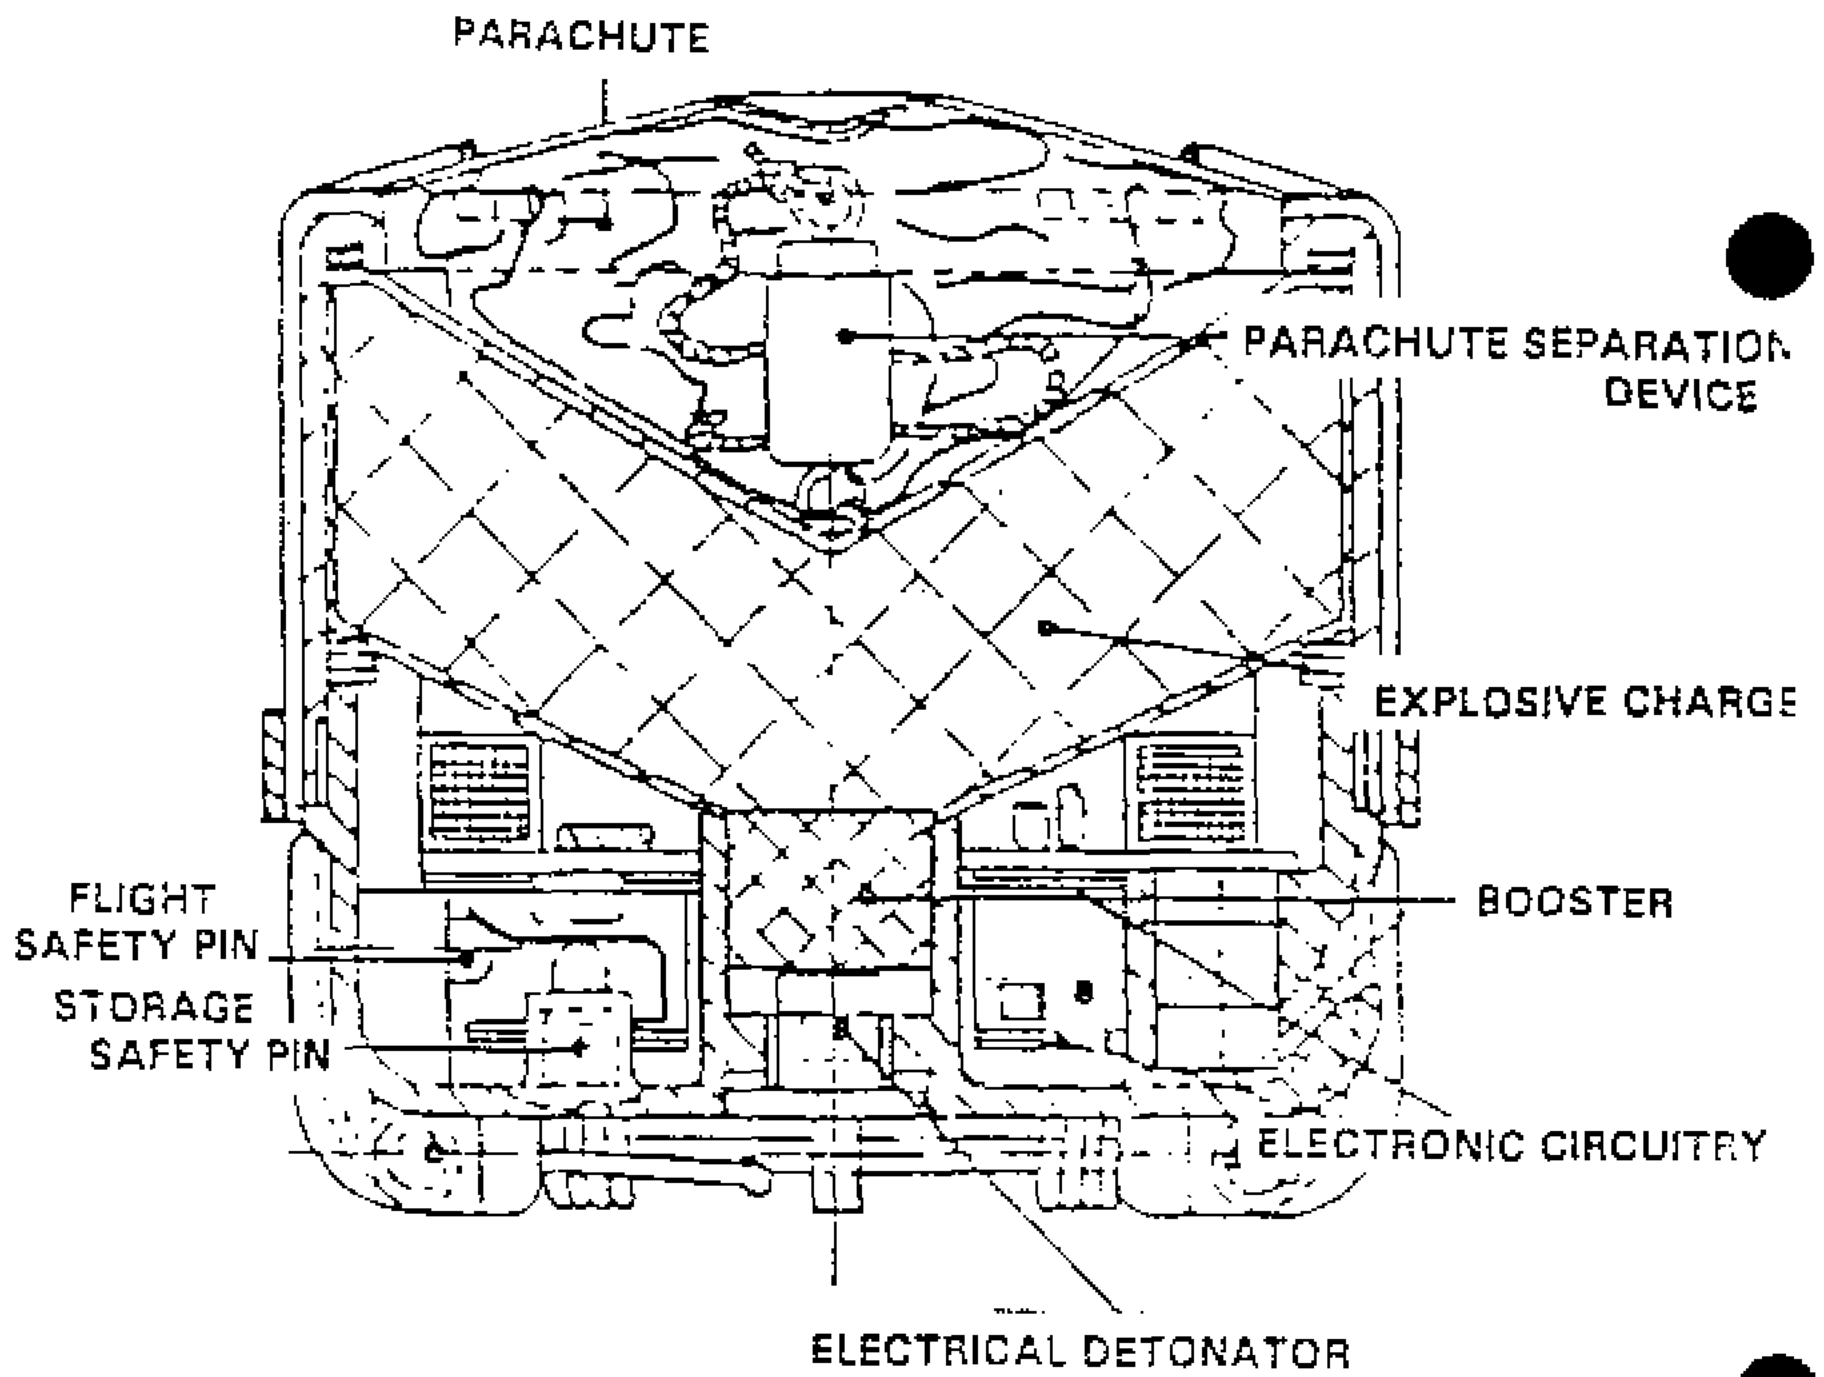 PARACHUTE
PARACHUTE SEPARATION
DEVICE
EXPLOSIVE CHARGE
FLIGHT
SAFETY PIN
BOOSTER
STORAGE
SAFETY PIN
ELECTRONIC CIRCUITRY
ELECTRICAL DETONATOR